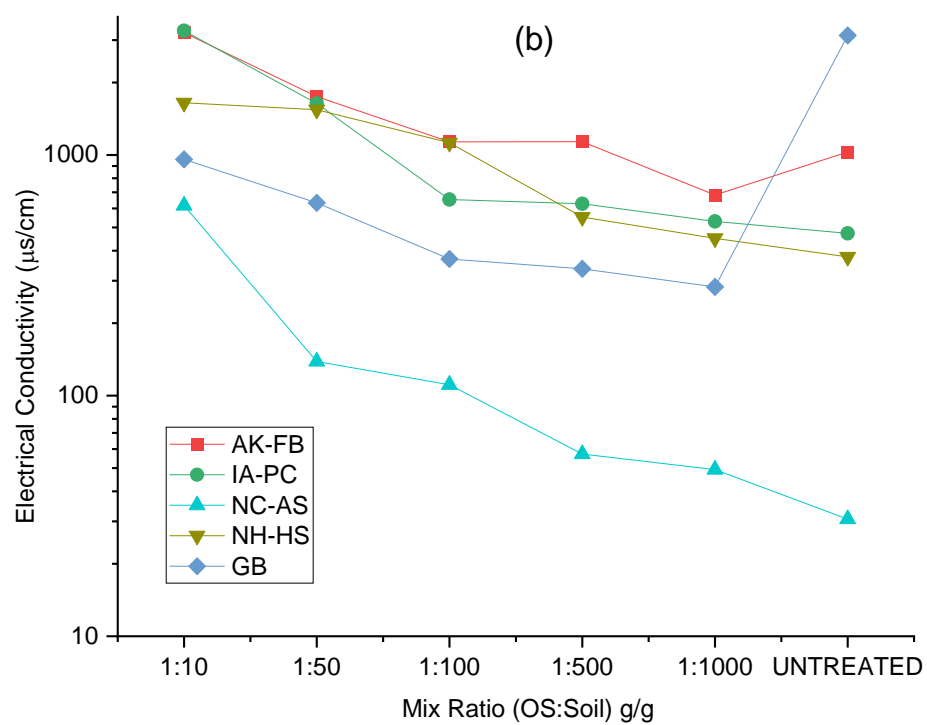 (b)
Electrical Conductivity (µs/cm)
1000
100
10
AK-FB
IA-PC
NC-AS
NH-HS
GB
1:10 1:50 1:100 1:500 1:1000 UNTREATED
Mix Ratio (OS:Soil) g/g